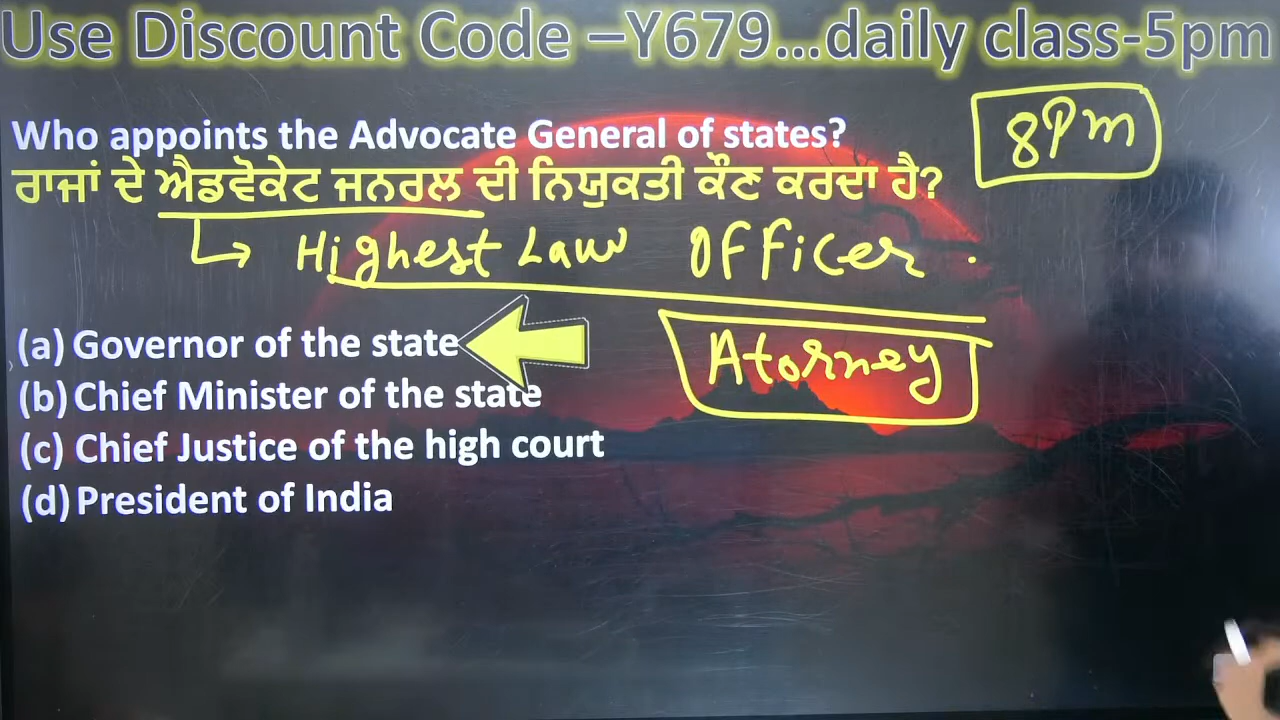 Use Discount Code –Y679...daily class-5pm
8Pm
Who appoints the Advocate General of states?
ਰਾਜਾਂ ਦੇ ਐਡਵੋਕੇਟ ਜਨਰਲ ਦੀ ਨਿਯੁਕਤੀ ਕੌਣ ਕਰਦਾ ਹੈ?
Highest Law Officer.
(a) Governor of the state
Atorney
(b) Chief Minister of the state
(c) Chief Justice of the high court
(d) President of India